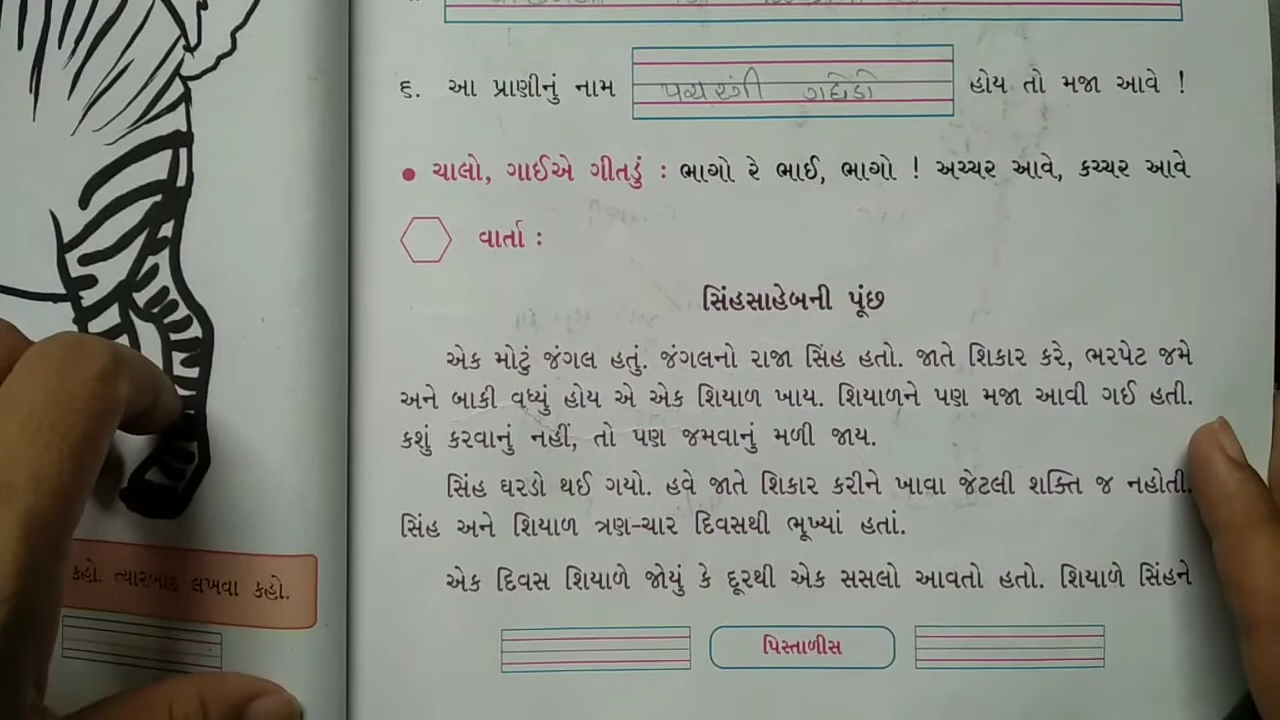 ૬. આ પ્રાણીનું નામ પચરંગી ગધેડો હોય તો મજા આવે !
• ચાલો, ગાઈએ ગીતડું : ભાગો રે ભાઈ, ભાગો ! અચ્ચર આવે, કચ્ચર આવે
વાર્તા :
સિંહસાહેબની પૂંછ
એક મોટું જંગલ હતું. જંગલનો રાજા સિંહ હતો. જાતે શિકાર કરે, ભરપેટ જમે
અને બાકી વધ્યું હોય એ એક શિયાળ ખાય. શિયાળને પણ મજા આવી ગઈ હતી.
કશું કરવાનું નહીં, તો પણ જમવાનું મળી જાય.
સિંહ ઘરડો થઈ ગયો. હવે જાતે શિકાર કરીને ખાવા જેટલી શક્તિ જ નહોતી.
સિંહ અને શિયાળ ત્રણ-ચાર દિવસથી ભૂખ્યાં હતાં.
એક દિવસ શિયાળે જોયું કે દૂરથી એક સસલો આવતો હતો. શિયાળે સિંહને
પિસ્તાળીસ
કહો. ત્યારબાદ લખવા કહો.